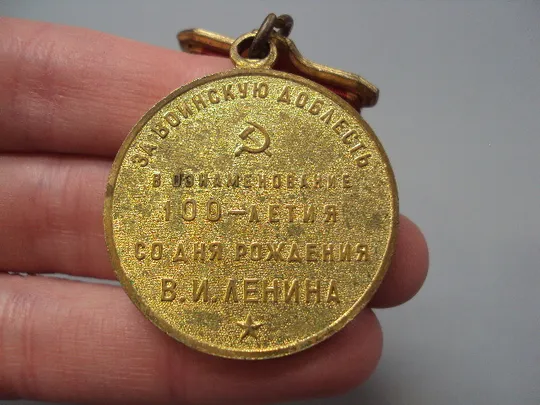 ЗА ВОИНСКУЮ ДОБЛЕСТЬ
В ОЗНАМЕНОВАНИЕ
100-ЛЕТИЯ
СО ДНЯ РОЖДЕНИЯ
В.И.ЛЕНИНА